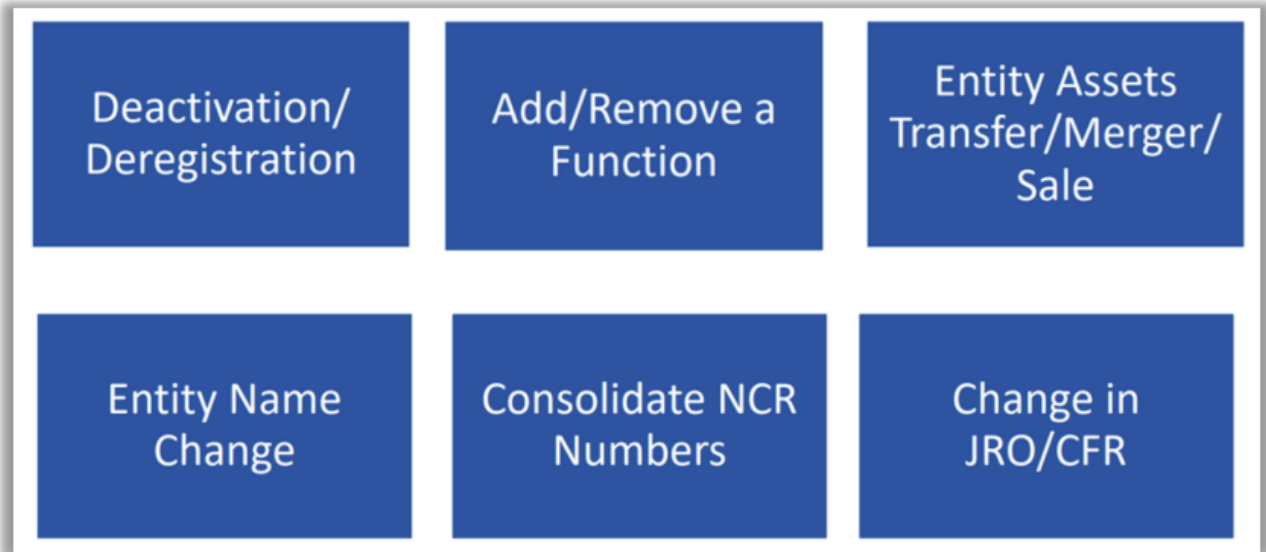 Deactivation/
Deregistration
Add/Remove a
Function
Entity Assets
Transfer/Merger/
Sale
Entity Name
Change
Consolidate NCR
Numbers
Change in
JRO/CFR